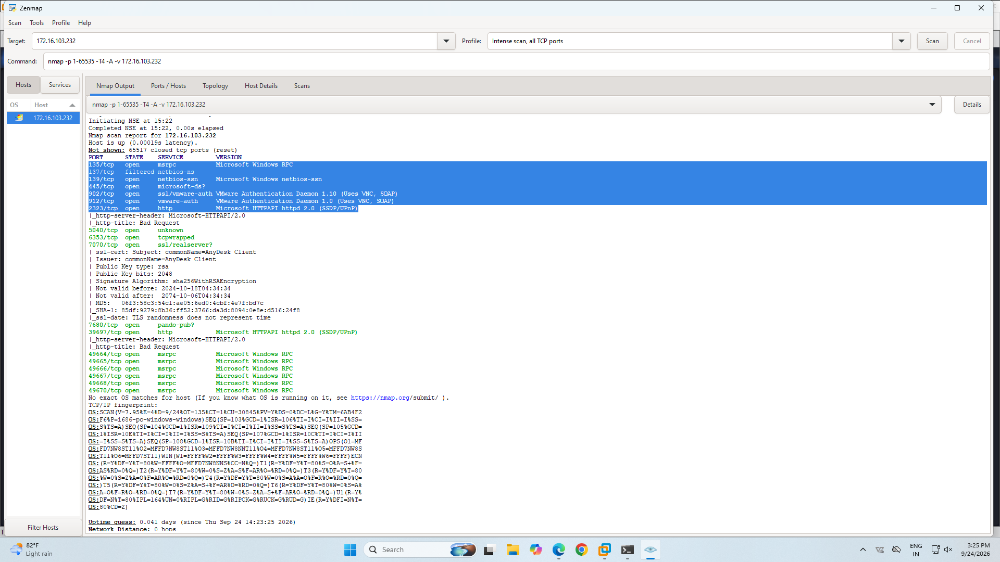 Zenmap
Scan Tools Profile Help
Target: 172.16.103.232 Profile: Intense scan, all TCP ports Scan Cancel
Command: nmap -p 1-65535 -T4 -A -v 172.16.103.232
Hosts Services
OS Host
172.16.103.232
Filter Hosts
Nmap Output Ports / Hosts Topology Host Details Scans
nmap -p 1-65535 -T4 -A -v 172.16.103.232 Details
Initiating NSE at 15:22
Completed NSE at 15:22, 0.00s elapsed
Nmap scan report for 172.16.103.232
Host is up (0.00019s latency).
Not shown: 65517 closed tcp ports (reset)
PORT STATE SERVICE VERSION
135/tcp open msrpc Microsoft Windows RPC
137/tcp filtered netbios-ns
139/tcp open netbios-ssn Microsoft Windows netbios-ssn
445/tcp open microsoft-ds?
902/tcp open ssl/vmware-auth VMware Authentication Daemon 1.10 (Uses VNC, SOAP)
912/tcp open vmware-auth VMware Authentication Daemon 1.0 (Uses VNC, SOAP)
2323/tcp open http Microsoft HTTPAPI httpd 2.0 (SSDP/UPnP)
|_http-server-header: Microsoft-HTTPAPI/2.0
|_http-title: Bad Request
5040/tcp open unknown
6353/tcp open tcpwrapped
7070/tcp open ssl/realserver?
| ssl-cert: Subject: commonName=AnyDesk Client
| Issuer: commonName=AnyDesk Client
| Public Key type: rsa
| Public Key bits: 2048
| Signature Algorithm: sha256WithRSAEncryption
| Not valid before: 2024-10-18T04:34:34
| Not valid after: 2074-10-06T04:34:34
| MD5: 06f3:58c3:54c1:ae05:6ed0:4cbf:4e7f:bd7c
|_SHA-1: 85df:9279:8b36:ff52:3766:da3d:8094:0e8e:d516:24f8
|_ssl-date: TLS randomness does not represent time
7680/tcp open pando-pub?
39697/tcp open http Microsoft HTTPAPI httpd 2.0 (SSDP/UPnP)
|_http-server-header: Microsoft-HTTPAPI/2.0
|_http-title: Bad Request
49664/tcp open msrpc Microsoft Windows RPC
49665/tcp open msrpc Microsoft Windows RPC
49666/tcp open msrpc Microsoft Windows RPC
49667/tcp open msrpc Microsoft Windows RPC
49668/tcp open msrpc Microsoft Windows RPC
49670/tcp open msrpc Microsoft Windows RPC
No exact OS matches for host (If you know what OS is running on it, see https://nmap.org/submit/ ).
TCP/IP fingerprint:
OS:SCAN(V=7.95%E=4%D=9/24%OT=135%CT=1%CU=30845%PV=Y%DS=0%DC=L%G=Y%TM=6AB4F2
OS:F6%P=i686-pc-windows-windows)SEQ(SP=103%GCD=1%ISR=106%TI=I%CI=I%II=I%SS=
OS:S%TS=A)SEQ(SP=104%GCD=1%ISR=109%TI=I%CI=I%II=I%SS=S%TS=A)SEQ(SP=105%GCD=
OS:1%ISR=10E%TI=I%CI=I%II=I%SS=S%TS=A)SEQ(SP=107%GCD=1%ISR=10C%TI=I%CI=I%II
OS:=I%SS=S%TS=A)SEQ(SP=108%GCD=1%ISR=10B%TI=I%CI=I%II=I%SS=S%TS=A)OPS(O1=MF
OS:FD7NW8ST11%O2=MFFD7NW8ST11%O3=MFFD7NW8NNT11%O4=MFFD7NW8ST11%O5=MFFD7NW8S
OS:T11%O6=MFFD7ST11)WIN(W1=FFFF%W2=FFFF%W3=FFFF%W4=FFFF%W5=FFFF%W6=FFFF)ECN
OS:(R=Y%DF=Y%T=80%W=FFFF%O=MFFD7NW8NNS%CC=N%Q=)T1(R=Y%DF=Y%T=80%S=O%A=S+%F=
OS:AS%RD=0%Q=)T2(R=Y%DF=Y%T=80%W=0%S=Z%A=S%F=AR%O=%RD=0%Q=)T3(R=Y%DF=Y%T=80
OS:%W=0%S=Z%A=O%F=AR%O=%RD=0%Q=)T4(R=Y%DF=Y%T=80%W=0%S=A%A=O%F=R%O=%RD=0%Q=
OS:)T5(R=Y%DF=Y%T=80%W=0%S=Z%A=S+%F=AR%O=%RD=0%Q=)T6(R=Y%DF=Y%T=80%W=0%S=A%
OS:A=O%F=R%O=%RD=0%Q=)T7(R=Y%DF=Y%T=80%W=0%S=Z%A=S+%F=AR%O=%RD=0%Q=)U1(R=Y%
OS:DF=N%T=80%IPL=164%UN=0%RIPL=G%RID=G%RIPCK=G%RUCK=G%RUD=G)IE(R=Y%DFI=N%T=
OS:80%CD=Z)
Uptime guess: 0.041 days (since Thu Sep 24 14:23:25 2026)
Network Distance: 0 hops
82°F
Light rain
Search
ENG
IN
3:25 PM
9/24/2026